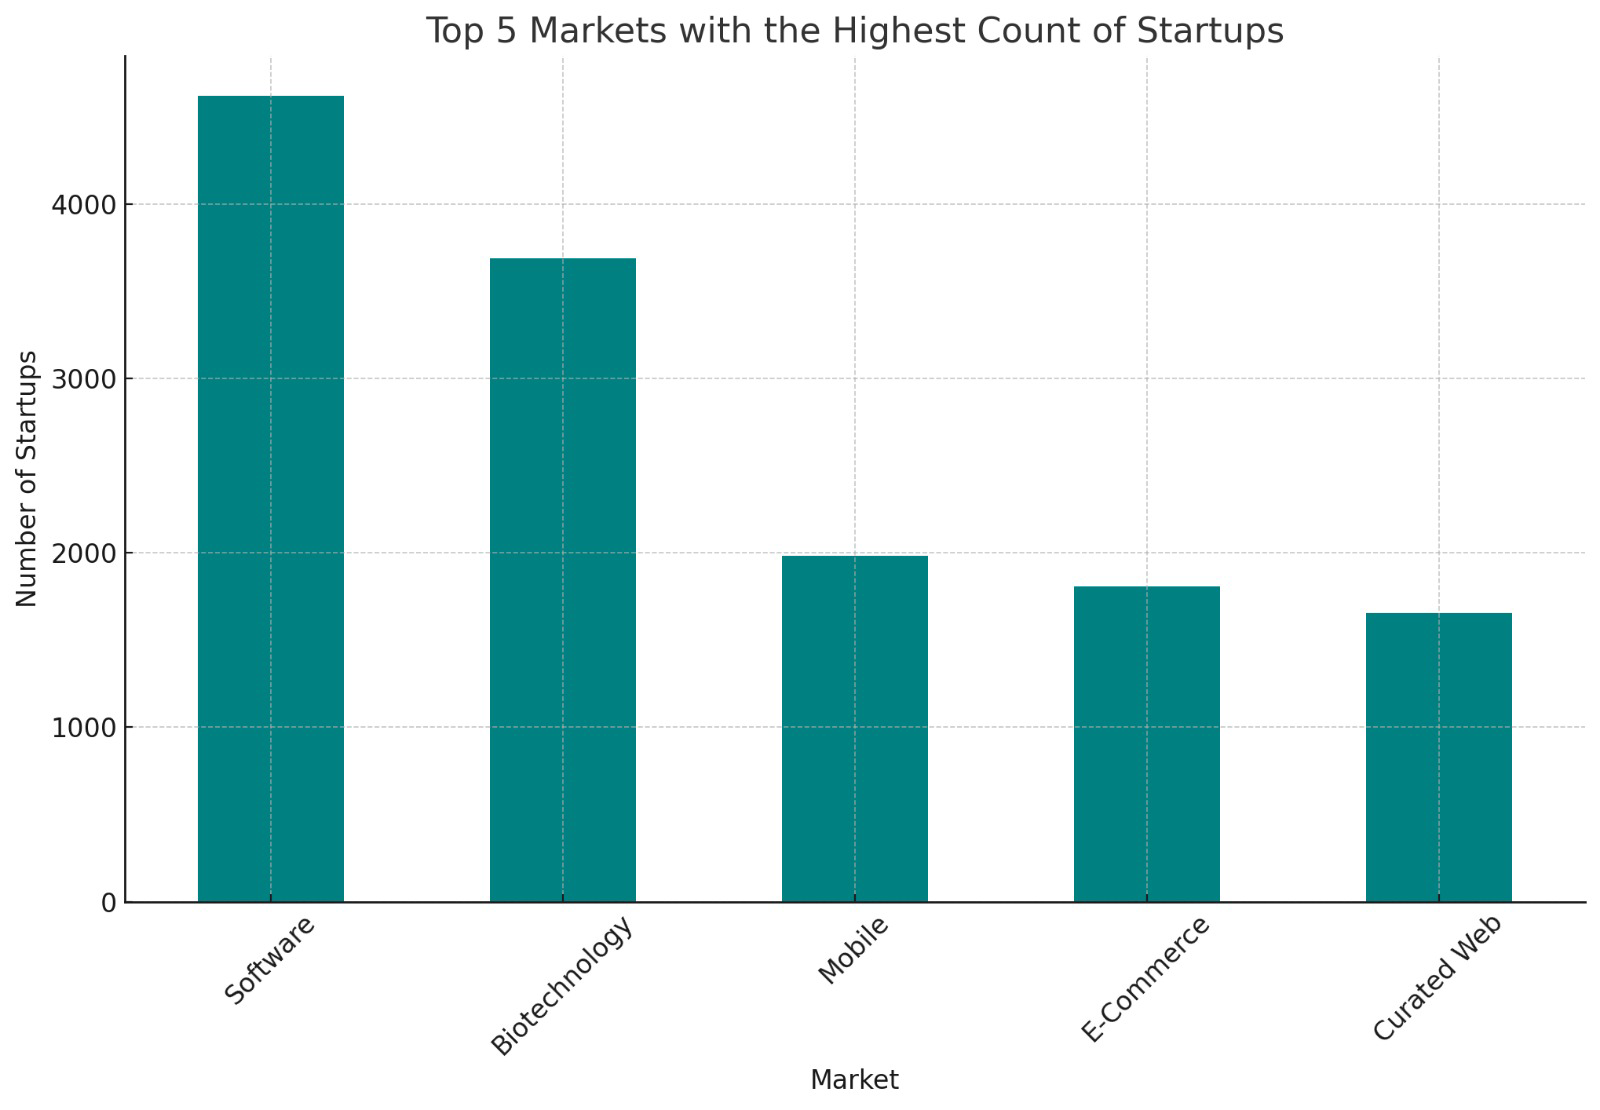 Top 5 Markets with the Highest Count of Startups
Number of Startups
4000
3000
2000
1000
0
Software
Biotechnology
Mobile
E-Commerce
Curated Web
Market